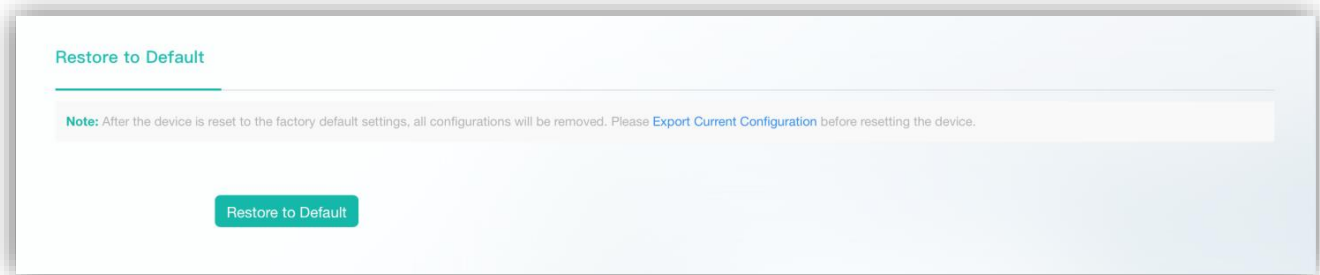 Restore to Default
Note: After the device is reset to the factory default settings, all configurations will be removed. Please Export Current Configuration before resetting the device.
Restore to Default